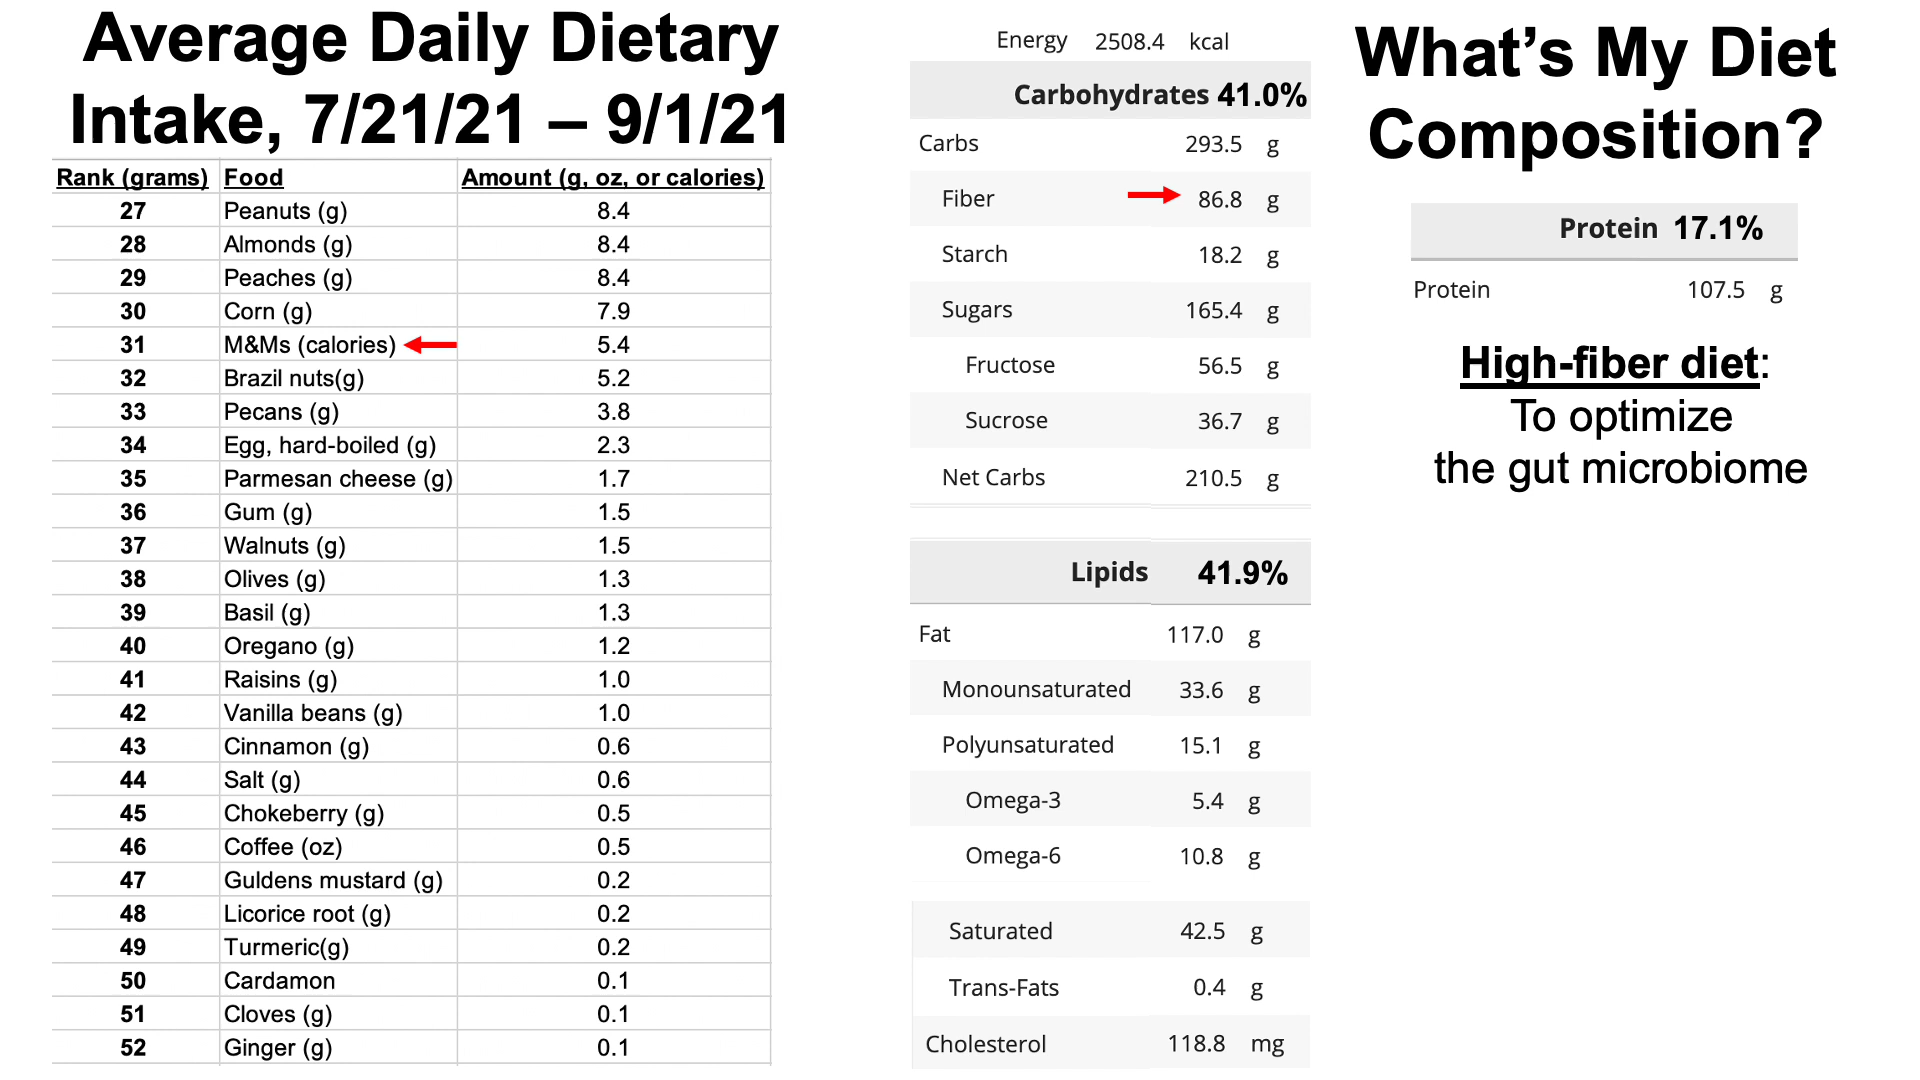 Average Daily Dietary
Intake, 7/21/21 – 9/1/21
Rank (grams) Food Amount (g, oz, or calories)
27 Peanuts (g) 8.4
28 Almonds (g) 8.4
29 Peaches (g) 8.4
30 Corn (g) 7.9
31 M&Ms (calories) 5.4
32 Brazil nuts(g) 5.2
33 Pecans (g) 3.8
34 Egg, hard-boiled (g) 2.3
35 Parmesan cheese (g) 1.7
36 Gum (g) 1.5
37 Walnuts (g) 1.5
38 Olives (g) 1.3
39 Basil (g) 1.3
40 Oregano (g) 1.2
41 Raisins (g) 1.0
42 Vanilla beans (g) 1.0
43 Cinnamon (g) 0.6
44 Salt (g) 0.6
45 Chokeberry (g) 0.5
46 Coffee (oz) 0.5
47 Guldens mustard (g) 0.2
48 Licorice root (g) 0.2
49 Turmeric(g) 0.2
50 Cardamon 0.1
51 Cloves (g) 0.1
52 Ginger (g) 0.1
Energy 2508.4 kcal
Carbohydrates 41.0%
Carbs 293.5 g
Fiber 86.8 g
Starch 18.2 g
Sugars 165.4 g
Fructose 56.5 g
Sucrose 36.7 g
Net Carbs 210.5 g
Lipids 41.9%
Fat 117.0 g
Monounsaturated 33.6 g
Polyunsaturated 15.1 g
Omega-3 5.4 g
Omega-6 10.8 g
Saturated 42.5 g
Trans-Fats 0.4 g
Cholesterol 118.8 mg
What's My Diet
Composition?
Protein 17.1%
Protein 107.5 g
High-fiber diet:
To optimize
the gut microbiome